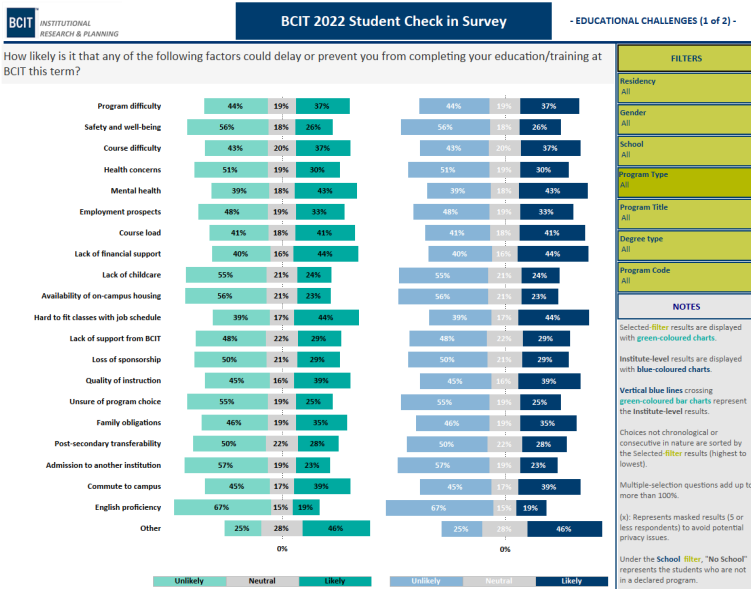 BCIT INSTITUTIONAL
RESEARCH & PLANNING
BCIT 2022 Student Check in Survey
- EDUCATIONAL CHALLENGES (1 of 2) -
How likely is it that any of the following factors could delay or prevent you from completing your education/training at
BCIT this term?
Program difficulty 44% 19% 37% 44% 19% 37%
Safety and well-being 56% 18% 26% 56% 18% 26%
Course difficulty 43% 20% 37% 43% 20% 37%
Health concerns 51% 19% 30% 51% 19% 30%
Mental health 39% 18% 43% 39% 18% 43%
Employment prospects 48% 19% 33% 48% 19% 33%
Course load 41% 18% 41% 41% 18% 41%
Lack of financial support 40% 16% 44% 40% 16% 44%
Lack of childcare 55% 21% 24% 55% 21% 24%
Availability of on-campus housing 56% 21% 23% 56% 21% 23%
Hard to fit classes with job schedule 39% 17% 44% 39% 17% 44%
Lack of support from BCIT 48% 22% 29% 48% 22% 29%
Loss of sponsorship 50% 21% 29% 50% 21% 29%
Quality of instruction 45% 16% 39% 45% 16% 39%
Unsure of program choice 55% 19% 25% 55% 19% 25%
Family obligations 46% 19% 35% 46% 19% 35%
Post-secondary transferability 50% 22% 28% 50% 22% 28%
Admission to another institution 57% 19% 23% 57% 19% 23%
Commute to campus 45% 17% 39% 45% 17% 39%
English proficiency 67% 15% 19% 67% 15% 19%
Other 25% 28% 46% 25% 28% 46%
0% 0%
Unlikely Neutral Likely Unlikely Neutral Likely
FILTERS
Residency
All
Gender
All
School
All
Program Type
All
Program Title
All
Degree type
All
Program Code
All
NOTES
Selected-filter results are displayed
with green-coloured charts.
Institute-level results are displayed
with blue-coloured charts.
Vertical blue lines crossing
green-coloured bar charts represent
the Institute-level results.
Choices not chronological or
consecutive in nature are sorted by
the Selected-filter results (highest to
lowest).
Multiple-selection questions add up to
more than 100%.
(x): Represents masked results (5 or
less respondents) to avoid potential
privacy issues.
Under the School filter, "No School"
represents the students who are not
in a declared program.